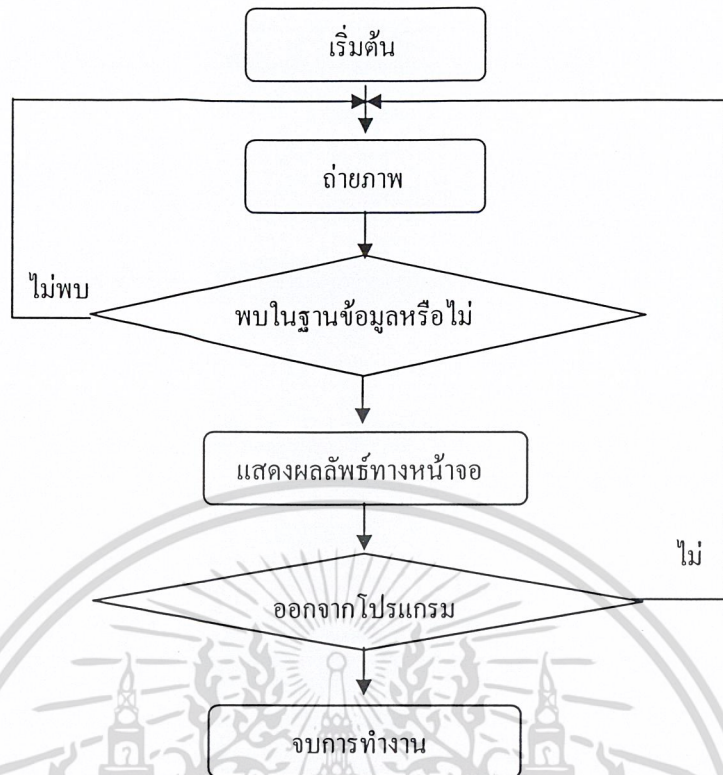 เริ่มต้น
ถ่ายภาพ
ไม่พบ
พบในฐานข้อมูลหรือไม่
แสดงผลลัพธ์ทางหน้าจอ
ไม่
ออกจากโปรแกรม
จบการทำงาน